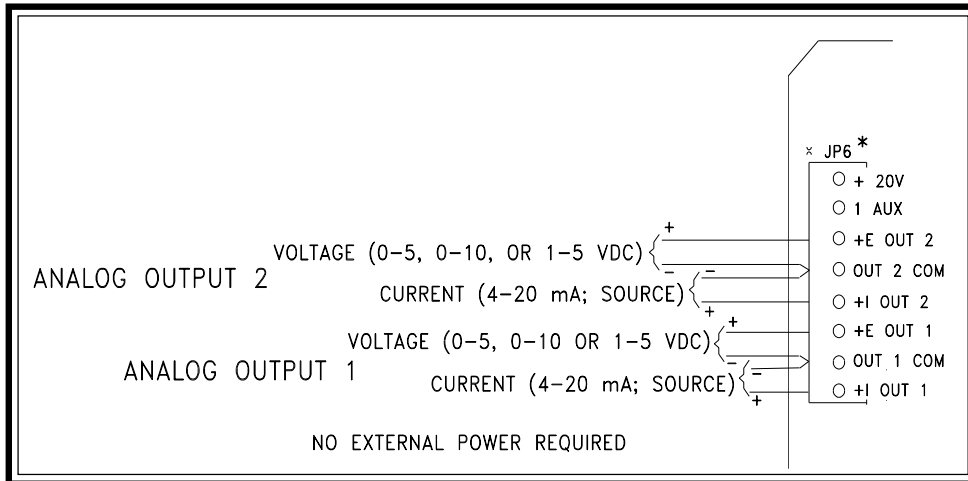 × JP6 *
+ 20V
1 AUX
+E OUT 2
OUT 2 COM
+I OUT 2
+E OUT 1
OUT 1 COM
+I OUT 1
ANALOG OUTPUT 2
VOLTAGE (0-5, 0-10, OR 1-5 VDC)
+
-
CURRENT (4-20 mA; SOURCE)
-
+
ANALOG OUTPUT 1
VOLTAGE (0-5, 0-10 OR 1-5 VDC)
+
-
CURRENT (4-20 mA; SOURCE)
-
+
NO EXTERNAL POWER REQUIRED